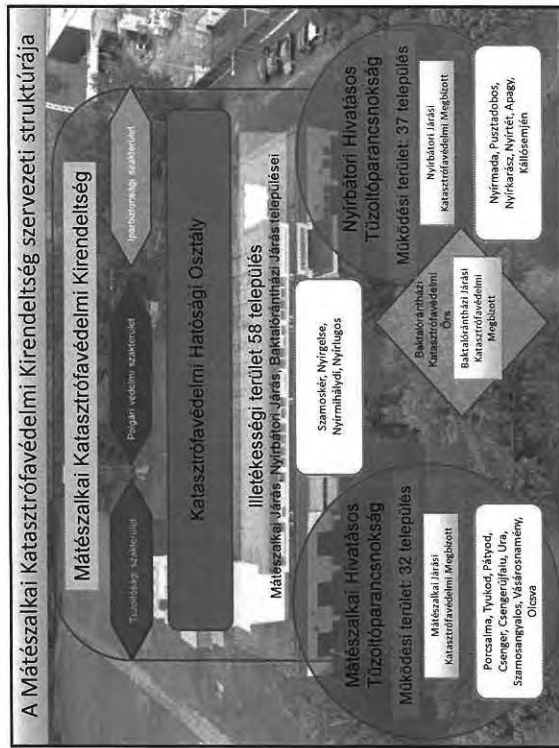 A Mátészalkai Katasztrófavédelmi Kirendeltség szervezeti struktúrája
Mátészalkai Katasztrófavédelmi Kirendeltség
Tűzoltósági szakterület
Polgári védelmi szakterület
Iparbiztonsági szakterület
Katasztrófavédelmi Hatósági Osztály
Illetékességi terület 58 település
Mátészalkai Járás, Nyírbátori Járás, Baktalórántházi Járás települései
Mátészalkai Hivatásos
Tűzoltóparancsnokság
Működési terület: 32 település
Mátészalkai Járási
Katasztrófavédelmi Megbízott
Porcsalma, Tyukod, Pátyod,
Csenger, Csengerújfalu, Ura,
Szamosangyalos, Vásárosnamény,
Olcsva
Szamoskér, Nyírgelse,
Nyírmihálydi, Nyírlugos
Baktalórántházi
Katasztrófavédelmi
Őrs
Baktalórántházi Járási
Katasztrófavédelmi
Megbízott
Nyírbátori Hivatásos
Tűzoltóparancsnokság
Működési terület: 37 település
Nyírbátori Járási
Katasztrófavédelmi Megbízott
Nyírmada, Pusztadobos,
Nyírkarász, Nyírtét, Apagy,
Kállósemjén